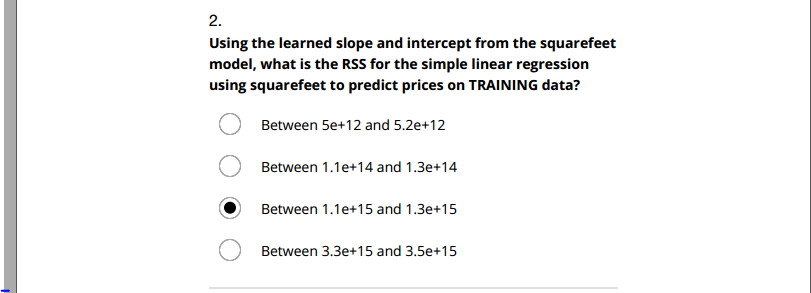 2.
Using the learned slope and intercept from the squarefeet
model, what is the RSS for the simple linear regression
using squarefeet to predict prices on TRAINING data?
Between 5e+12 and 5.2e+12
Between 1.1e+14 and 1.3e+14
Between 1.1e+15 and 1.3e+15
Between 3.3e+15 and 3.5e+15